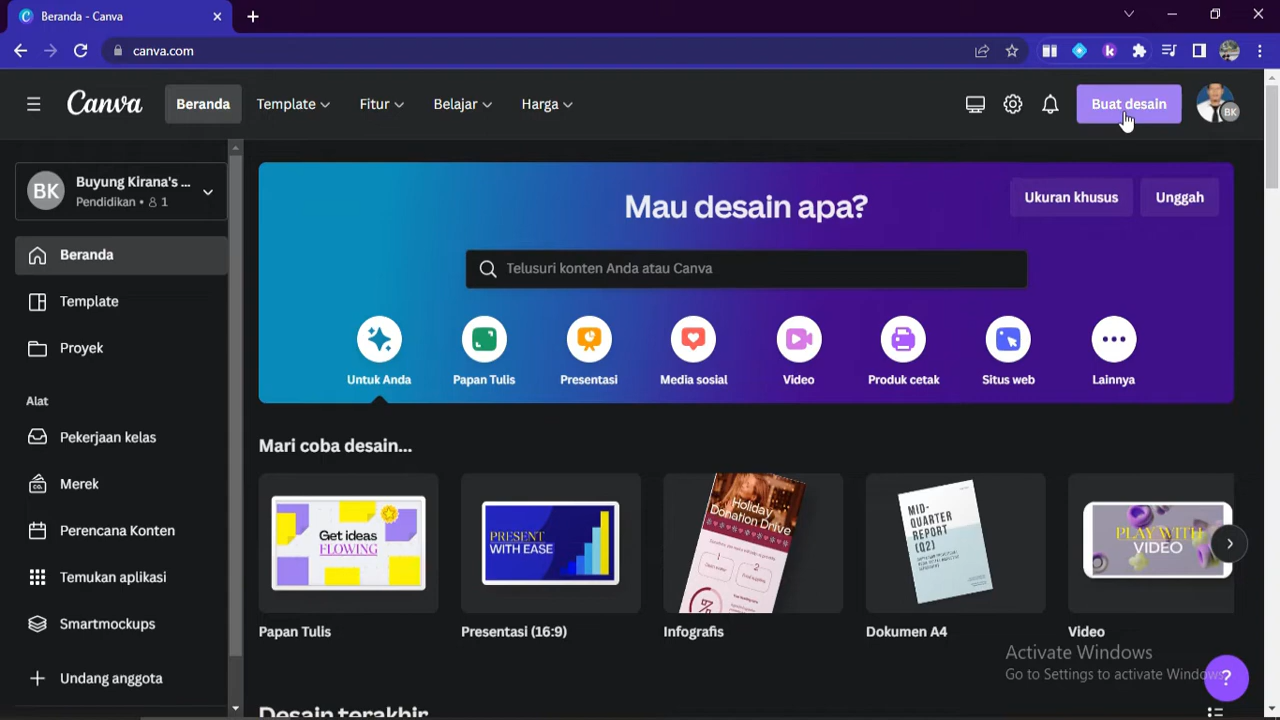 Beranda - Canva
canva.com
Canva
Beranda
Template
Fitur
Belajar
Harga
Buat desain
BK
BK
Buyung Kirana's ...
Pendidikan • 1
Beranda
Template
Proyek
Alat
Pekerjaan kelas
Merek
CO.
Perencana Konten
Temukan aplikasi
Smartmockups
Undang anggota
Mau desain apa?
Ukuran khusus
Unggah
Telusuri konten Anda atau Canva
Untuk Anda
Papan Tulis
Presentasi
Media sosial
Video
Produk cetak
Situs web
Lainnya
Mari coba desain...
Get ideas
FLOWING
PRESENT
WITH EASE
Holiday
Donation Drive
1
2
%
MID-
QUARTER
REPORT
(Q2)
PLAY WITH
VIDEO
Papan Tulis
Presentasi (16:9)
Infografis
Dokumen A4
Video
Activate Windows
Go to Settings to activate Windows.
?
Desain terakhir